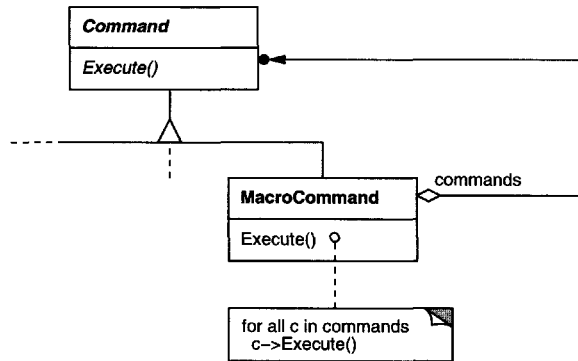 Command
Execute()
commands
MacroCommand
Execute()
for all c in commands
c->Execute()